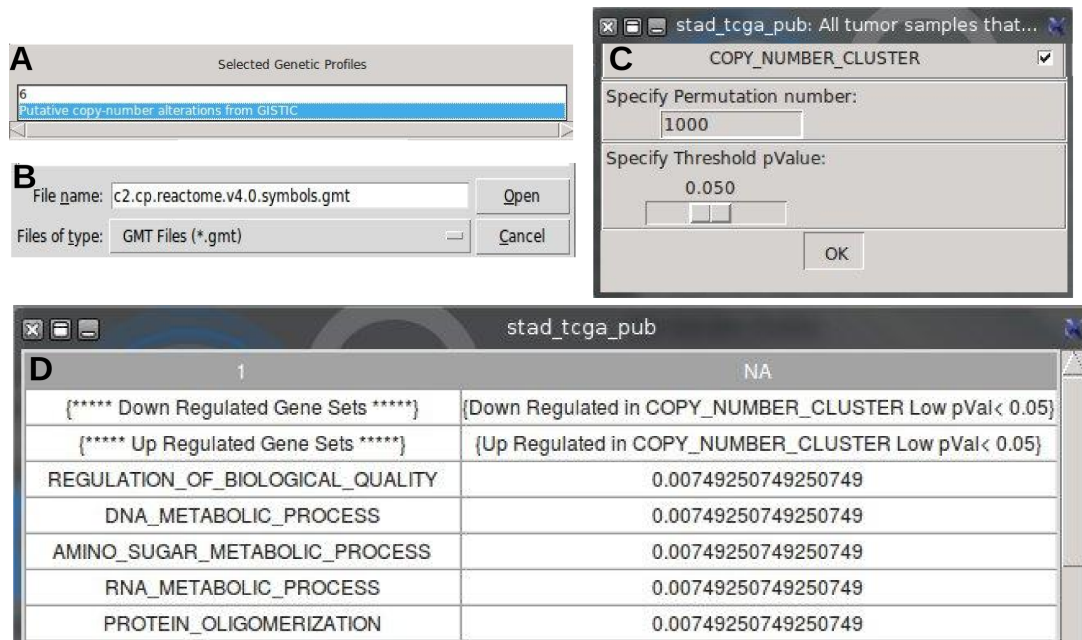 A
Selected Genetic Profiles
6
Putative copy-number alterations from GISTIC
B
File name: c2.cp.reactome.v4.0.symbols.gmt Open
Files of type: GMT Files (*.gmt) Cancel
stad_tcga_pub: All tumor samples that...
C COPY_NUMBER_CLUSTER
Specify Permutation number:
1000
Specify Threshold pValue:
0.050
OK
stad_tcga_pub
D 1 NA
{***** Down Regulated Gene Sets *****} {Down Regulated in COPY_NUMBER_CLUSTER Low pVal< 0.05}
{***** Up Regulated Gene Sets *****} {Up Regulated in COPY_NUMBER_CLUSTER Low pVal< 0.05}
REGULATION_OF_BIOLOGICAL_QUALITY 0.00749250749250749
DNA_METABOLIC_PROCESS 0.00749250749250749
AMINO_SUGAR_METABOLIC_PROCESS 0.00749250749250749
RNA_METABOLIC_PROCESS 0.00749250749250749
PROTEIN_OLIGOMERIZATION 0.00749250749250749